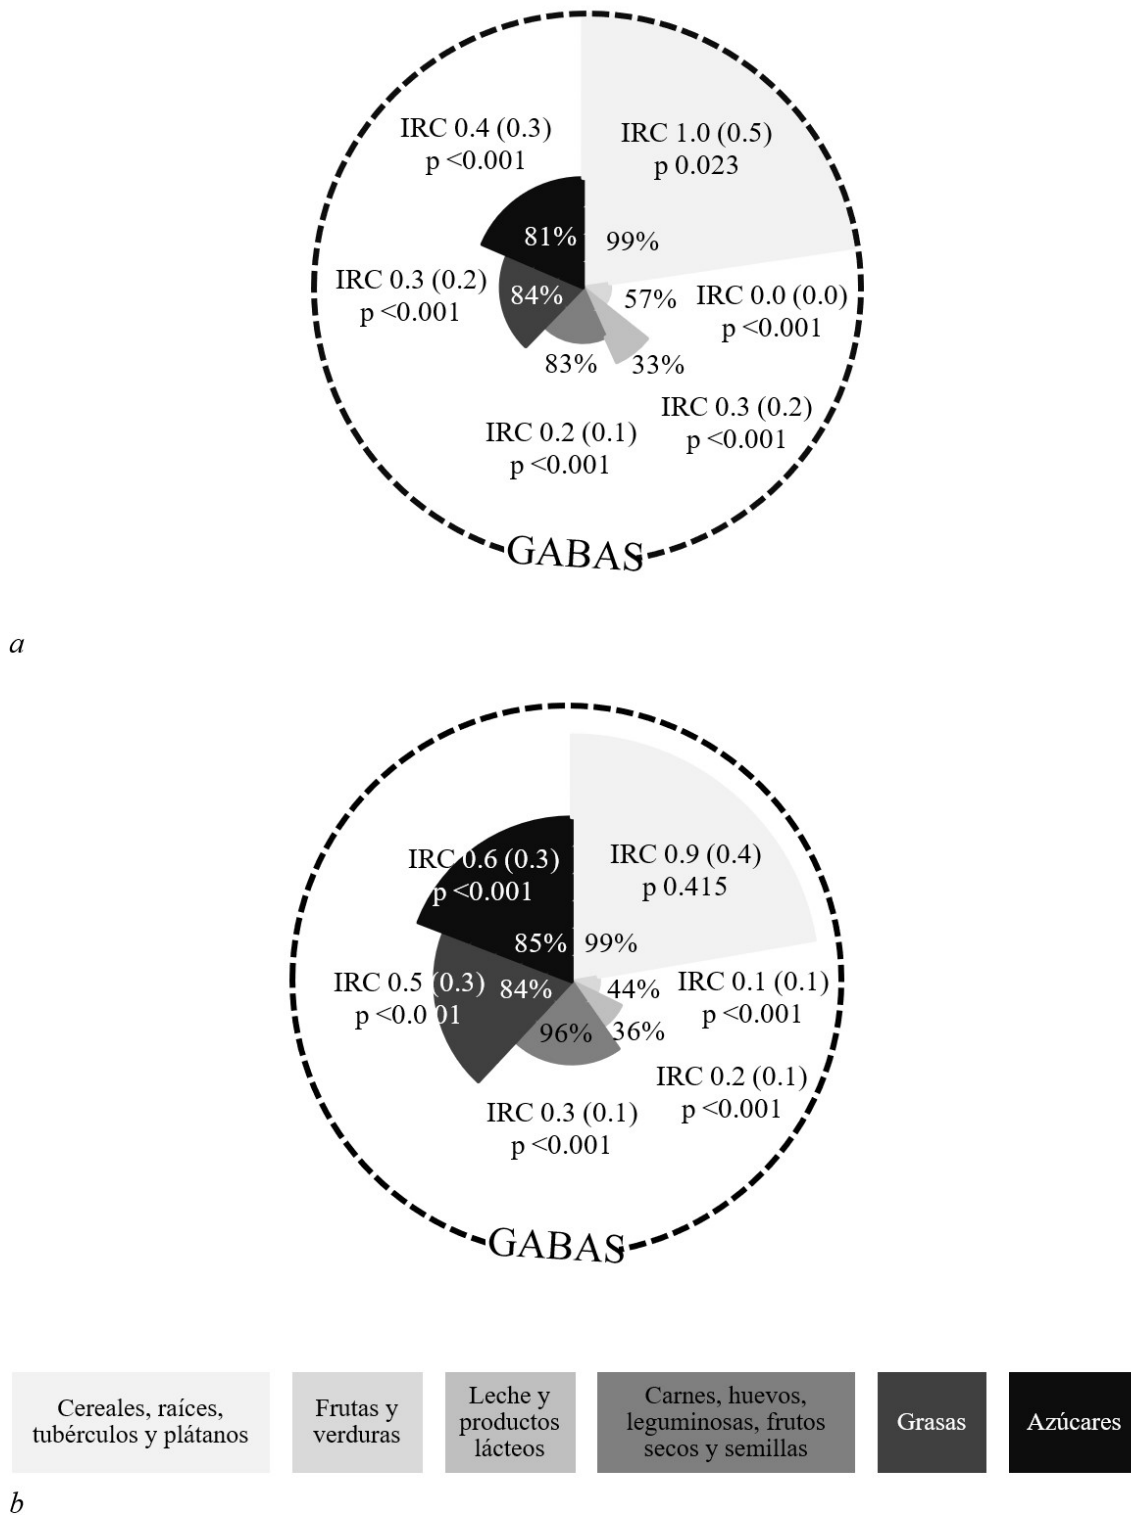 IRC 0.4 (0.3)
p <0.001
IRC 1.0 (0.5)
p 0.023
81%
99%
IRC 0.3 (0.2)
p <0.001
84%
57%
IRC 0.0 (0.0)
p <0.001
83%
33%
IRC 0.3 (0.2)
p <0.001
IRC 0.2 (0.1)
p <0.001
GABAS
a
IRC 0.6 (0.3)
p <0.001
IRC 0.9 (0.4)
p 0.415
85%
99%
IRC 0.5 (0.3)
p <0.001
84%
44%
IRC 0.1 (0.1)
p <0.001
96%
36%
IRC 0.2 (0.1)
p <0.001
IRC 0.3 (0.1)
p <0.001
GABAS
Cereales, raíces,
tubérculos y plátanos
Frutas y
verduras
Leche y
productos
lácteos
Carnes, huevos,
leguminosas, frutos
secos y semillas
Grasas
Azúcares
b